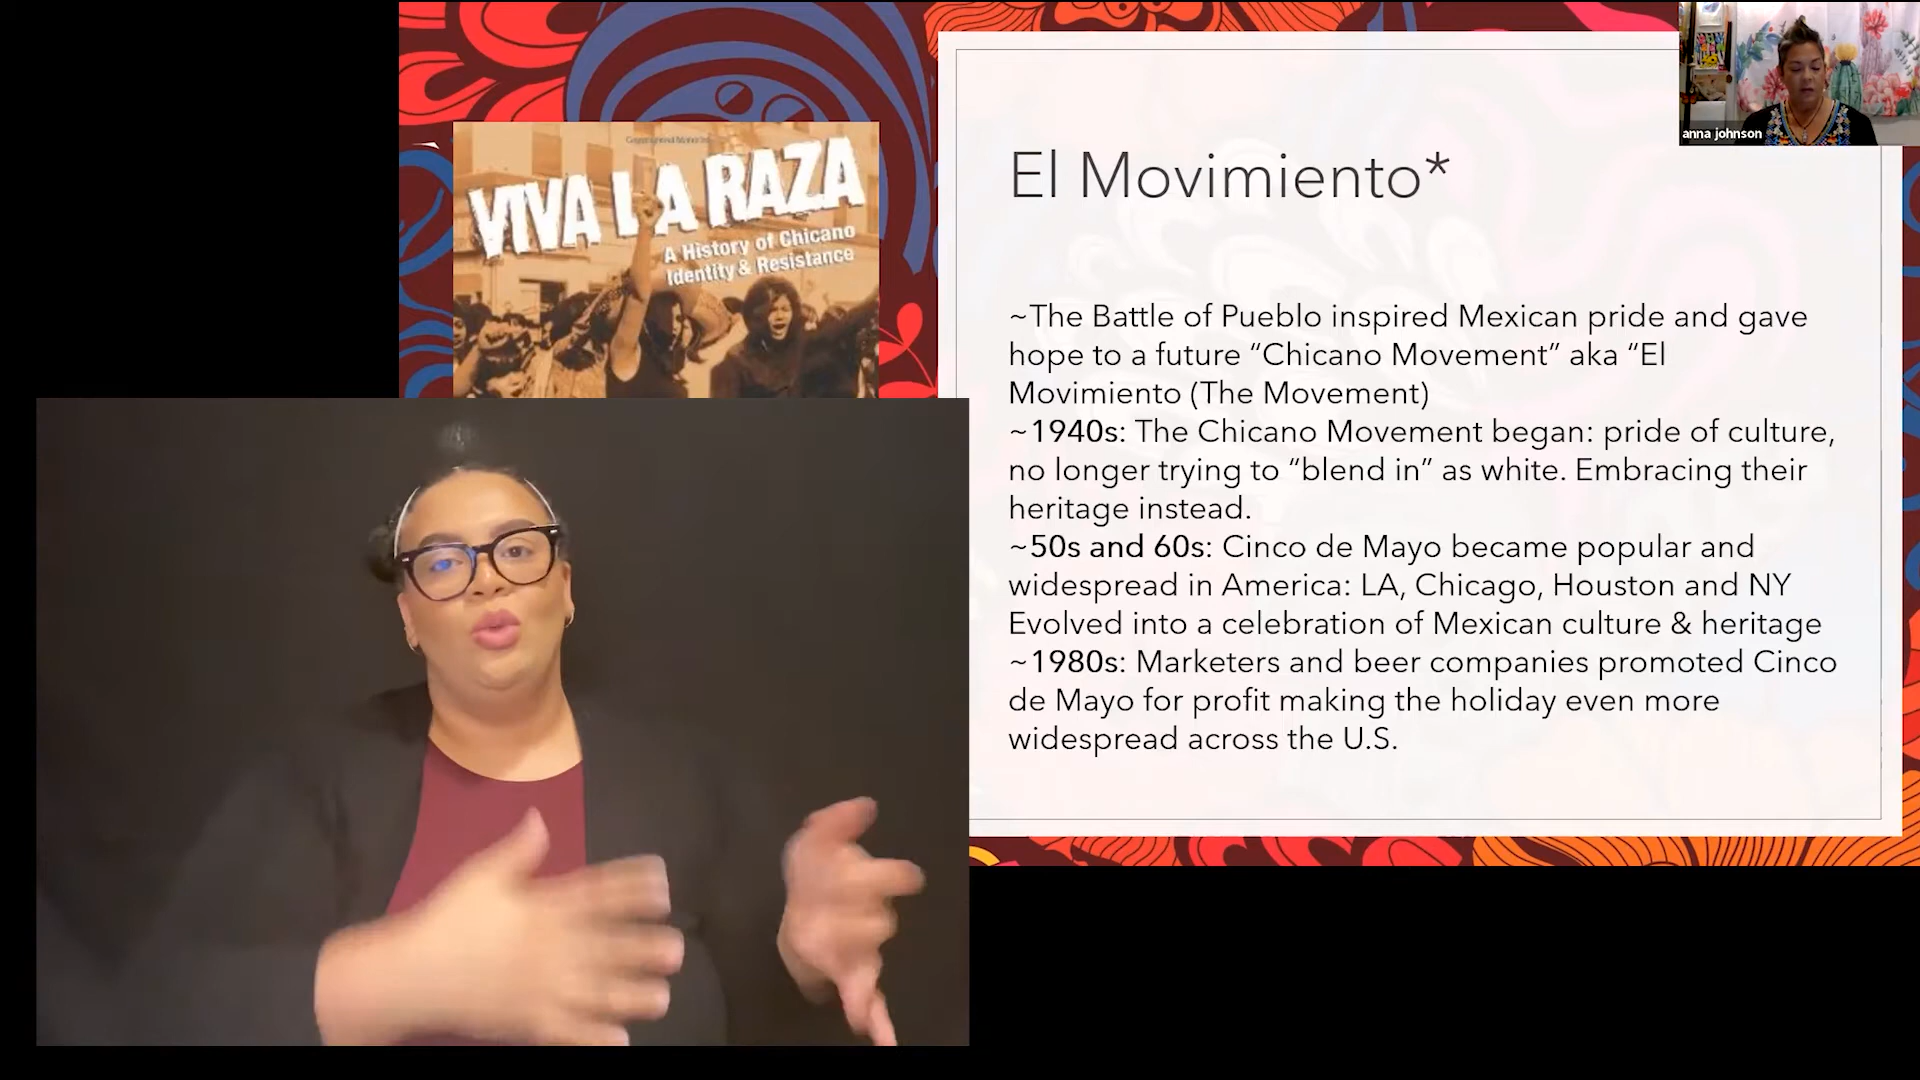 VIVA LA RAZA
A History of Chicano
Identity & Resistance
anna johnson
El Movimiento*
~The Battle of Pueblo inspired Mexican pride and gave
hope to a future “Chicano Movement” aka “El
Movimiento (The Movement)
~1940s: The Chicano Movement began: pride of culture,
no longer trying to “blend in” as white. Embracing their
heritage instead.
~50s and 60s: Cinco de Mayo became popular and
widespread in America: LA, Chicago, Houston and NY
Evolved into a celebration of Mexican culture & heritage
~1980s: Marketers and beer companies promoted Cinco
de Mayo for profit making the holiday even more
widespread across the U.S.